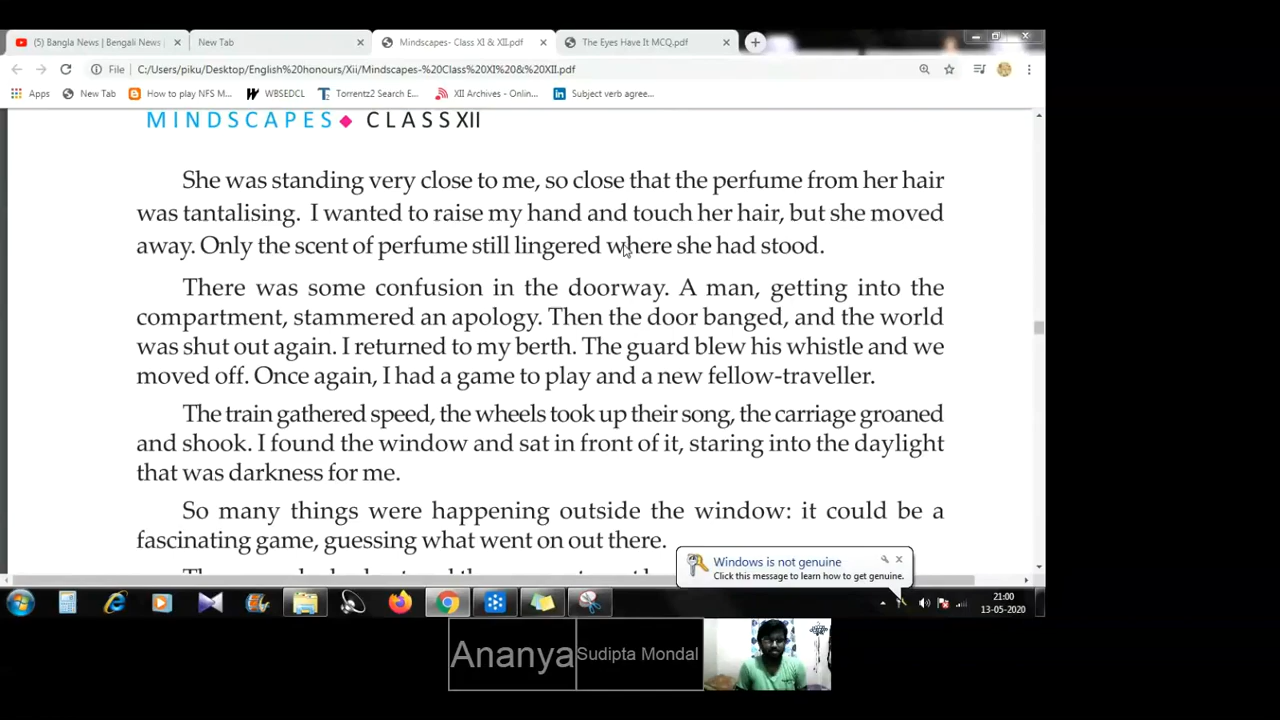 (5) Bangla News | Bengali News
New Tab
Mindscapes- Class XI & XII.pdf
The Eyes Have It MCQ.pdf
File
C:/Users/piku/Desktop/English%20honours/Xii/Mindscapes-%20Class%20XI%20&%20XII.pdf
Apps
New Tab
How to play NFS M...
WBSEDCL
Torrentz2 Search E...
XII Archives - Onlin...
Subject verb agree...
MINDSCAPES ◆ CLASS XII
She was standing very close to me, so close that the perfume from her hair
was tantalising. I wanted to raise my hand and touch her hair, but she moved
away. Only the scent of perfume still lingered where she had stood.
There was some confusion in the doorway. A man, getting into the
compartment, stammered an apology. Then the door banged, and the world
was shut out again. I returned to my berth. The guard blew his whistle and we
moved off. Once again, I had a game to play and a new fellow-traveller.
The train gathered speed, the wheels took up their song, the carriage groaned
and shook. I found the window and sat in front of it, staring into the daylight
that was darkness for me.
So many things were happening outside the window: it could be a
fascinating game, guessing what went on out there.
Windows is not genuine
Click this message to learn how to get genuine.
21:00
13-05-2020
Ananya
Sudipta Mondal